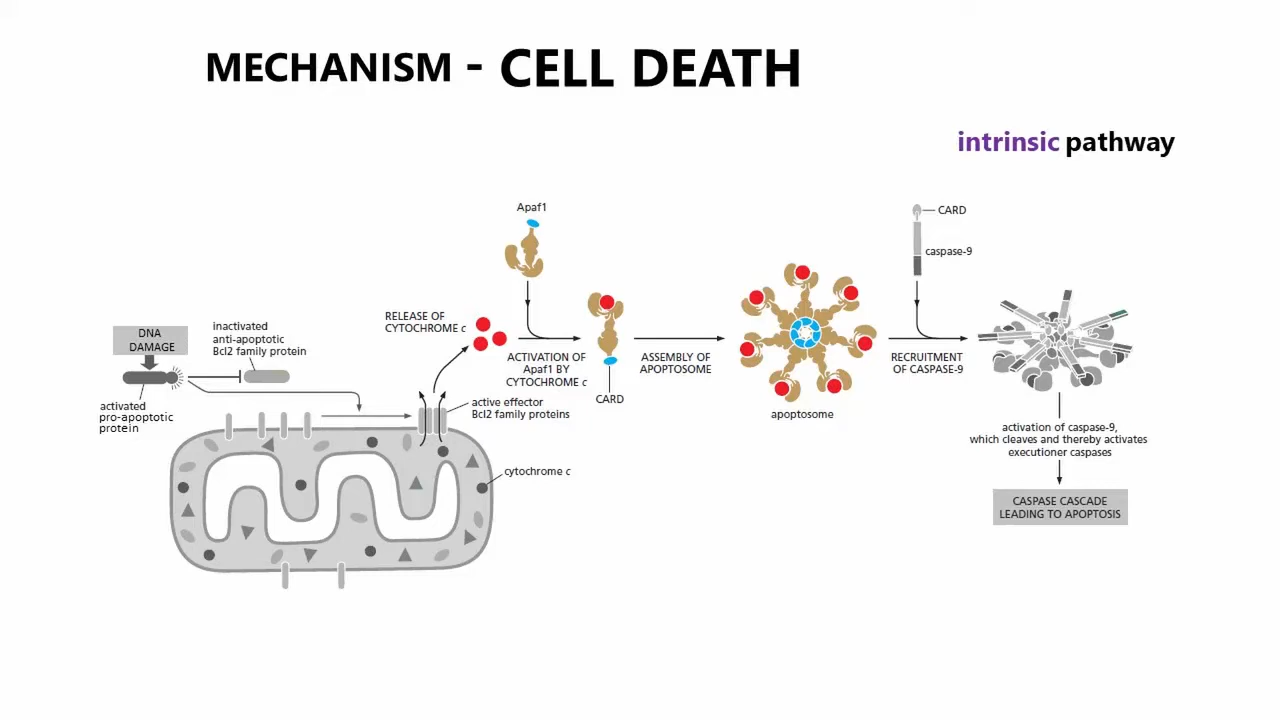 MECHANISM - CELL DEATH
intrinsic pathway
Apaf1
CARD
caspase-9
RELEASE OF
CYTOCHROME c
DNA
DAMAGE
inactivated
anti-apoptotic
Bcl2 family protein
ACTIVATION OF
Apaf1 BY
CYTOCHROME c
ASSEMBLY OF
APOPTOSOME
RECRUITMENT
OF CASPASE-9
activated
pro-apoptotic
protein
active effector
Bcl2 family proteins
CARD
apoptosome
activation of caspase-9,
which cleaves and thereby activates
executioner caspases
cytochrome c
CASPASE CASCADE
LEADING TO APOPTOSIS